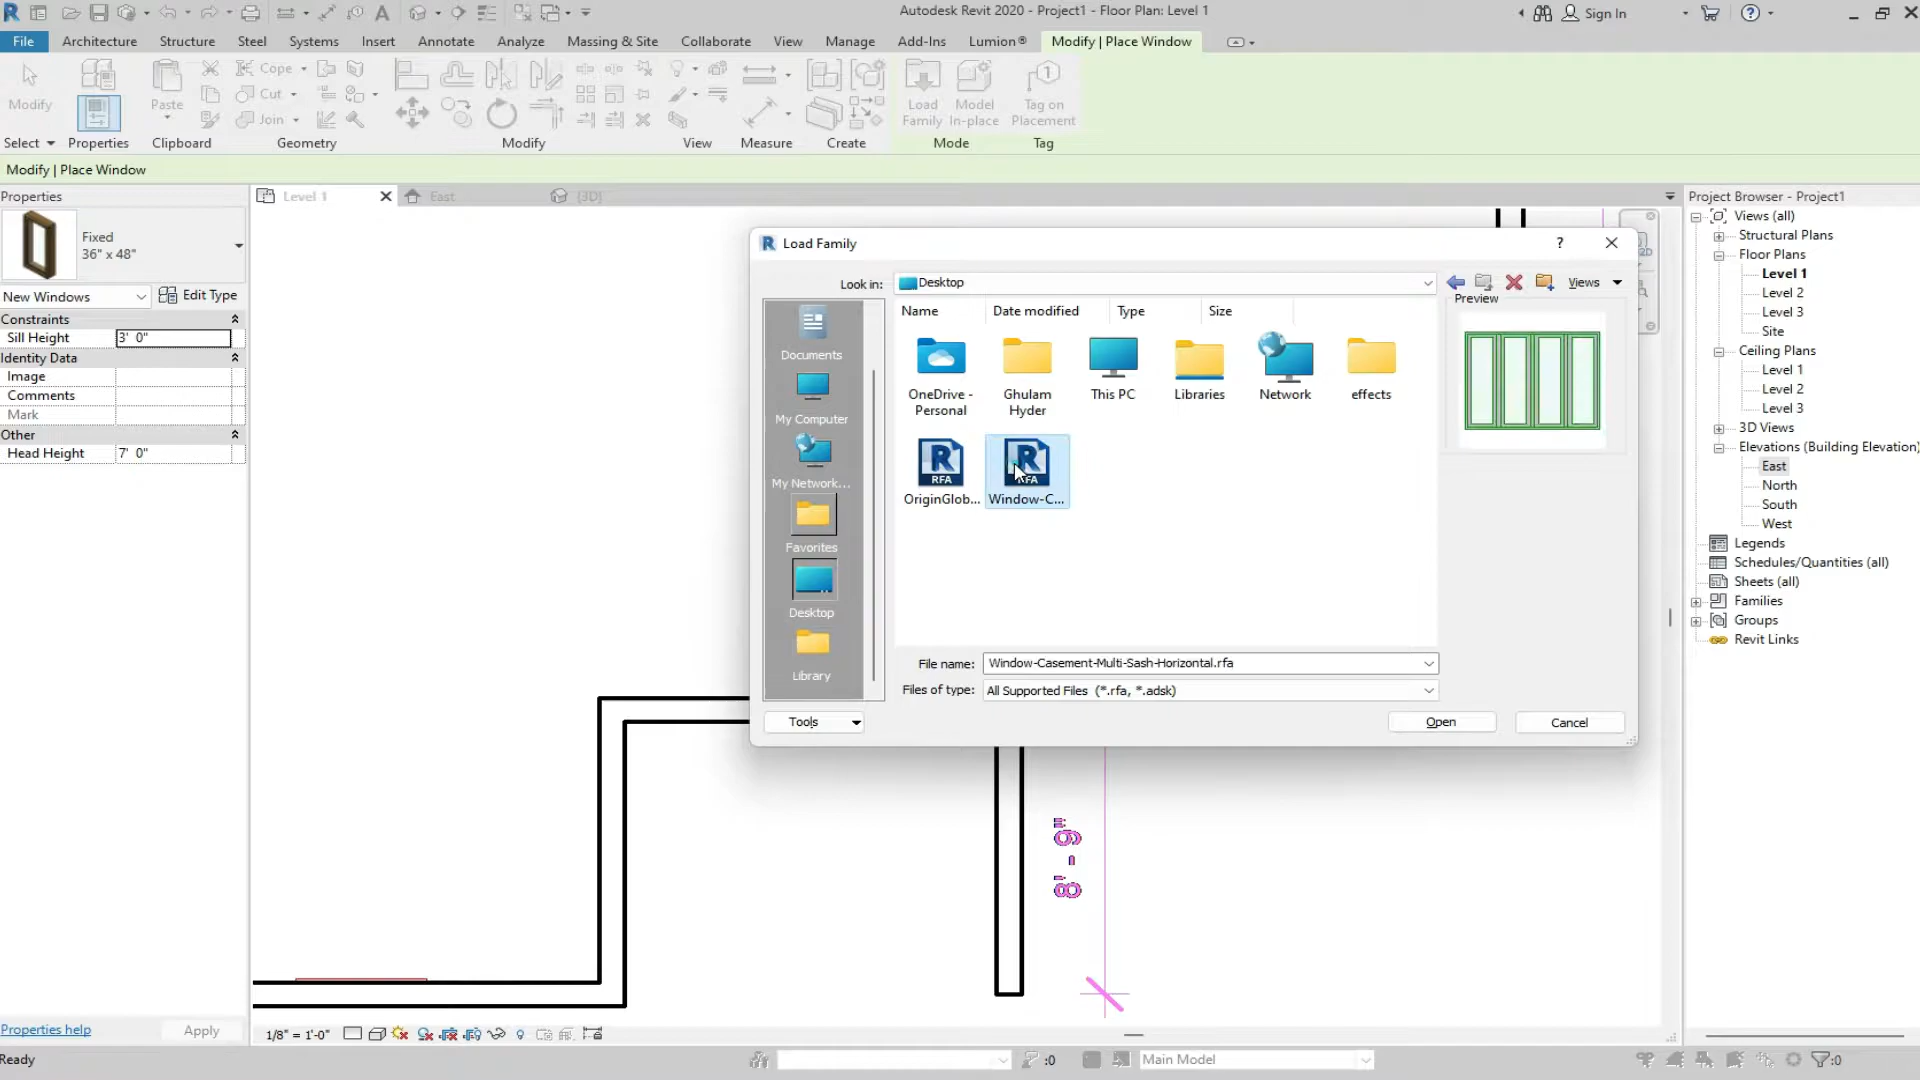 Autodesk Revit 2020 - Project1 - Floor Plan: Level 1
Sign In
File Architecture Structure Steel Systems Insert Annotate Analyze Massing & Site Collaborate View Manage Add-Ins Lumion® Modify | Place Window
Modify
Paste
Cope
Cut
Join
Load Family
Model In-place
Tag on Placement
Select Properties Clipboard Geometry Modify View Measure Create Mode Tag
Modify | Place Window
Properties
Fixed
36" x 48"
New Windows
Edit Type
Constraints
Sill Height 3' 0"
Identity Data
Image
Comments
Mark
Other
Head Height 7' 0"
Properties help
Apply
Level 1
East
{3D}
Load Family
Look in: Desktop
Views
Name Date modified Type Size
Preview
Documents
My Computer
My Network...
Favorites
Desktop
Library
OneDrive - Personal
Ghulam Hyder
This PC
Libraries
Network
effects
RFA
OriginGlob...
RFA
Window-C...
File name: Window-Casement-Multi-Sash-Horizontal.rfa
Files of type: All Supported Files (*.rfa, *.adsk)
Tools
Open
Cancel
8' - 9"
Project Browser - Project1
Views (all)
Structural Plans
Floor Plans
Level 1
Level 2
Level 3
Site
Ceiling Plans
Level 1
Level 2
Level 3
3D Views
Elevations (Building Elevation)
East
North
South
West
Legends
Schedules/Quantities (all)
Sheets (all)
Families
Groups
Revit Links
1/8" = 1'-0"
Ready
:0
Main Model
:0